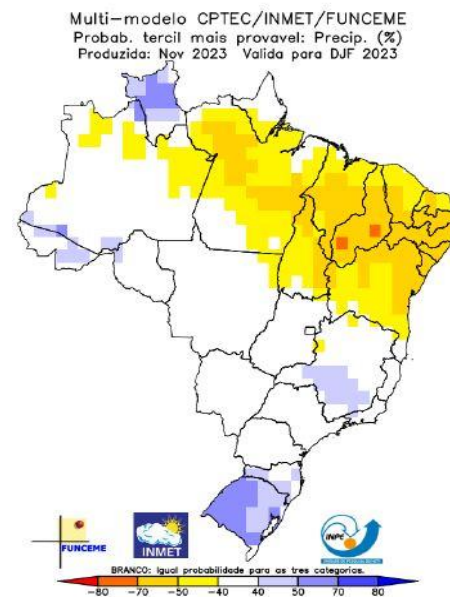 Multi-modelo CPTEC/INMET/FUNCEME
Probab. tercil mais provavel: Precip. (%)
Produzida: Nov 2023 Valida para DJF 2023
FUNCEME
INMET
INPE
BRANCO: Igual probabilidade para as tres categorias.
-80 -70 -50 -40 40 50 70 80